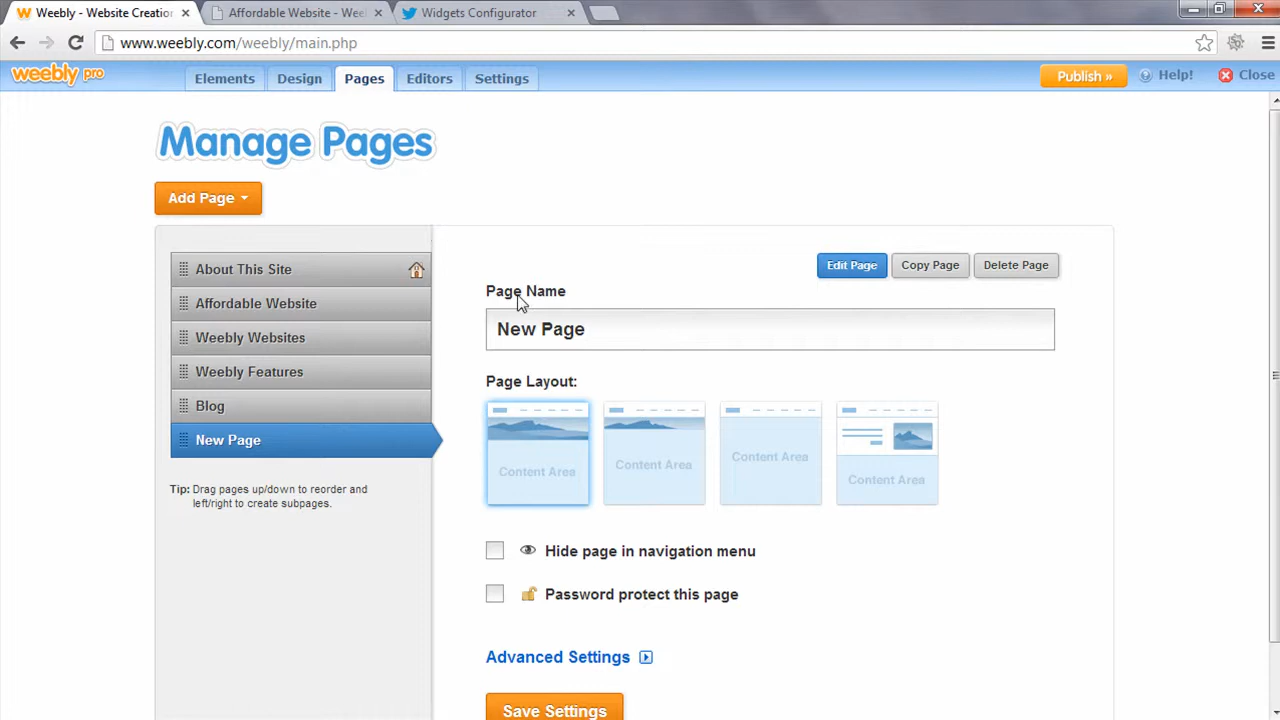 Weebly - Website Creation
Affordable Website - Wee
Widgets Configurator
www.weebly.com/weebly/main.php
weebly pro
Elements
Design
Pages
Editors
Settings
Publish »
Help!
Close
Manage Pages
Add Page
About This Site
Affordable Website
Weebly Websites
Weebly Features
Blog
New Page
Tip: Drag pages up/down to reorder and
left/right to create subpages.
Edit Page
Copy Page
Delete Page
Page Name
New Page
Page Layout:
Content Area
Content Area
Content Area
Content Area
Hide page in navigation menu
Password protect this page
Advanced Settings
Save Settings